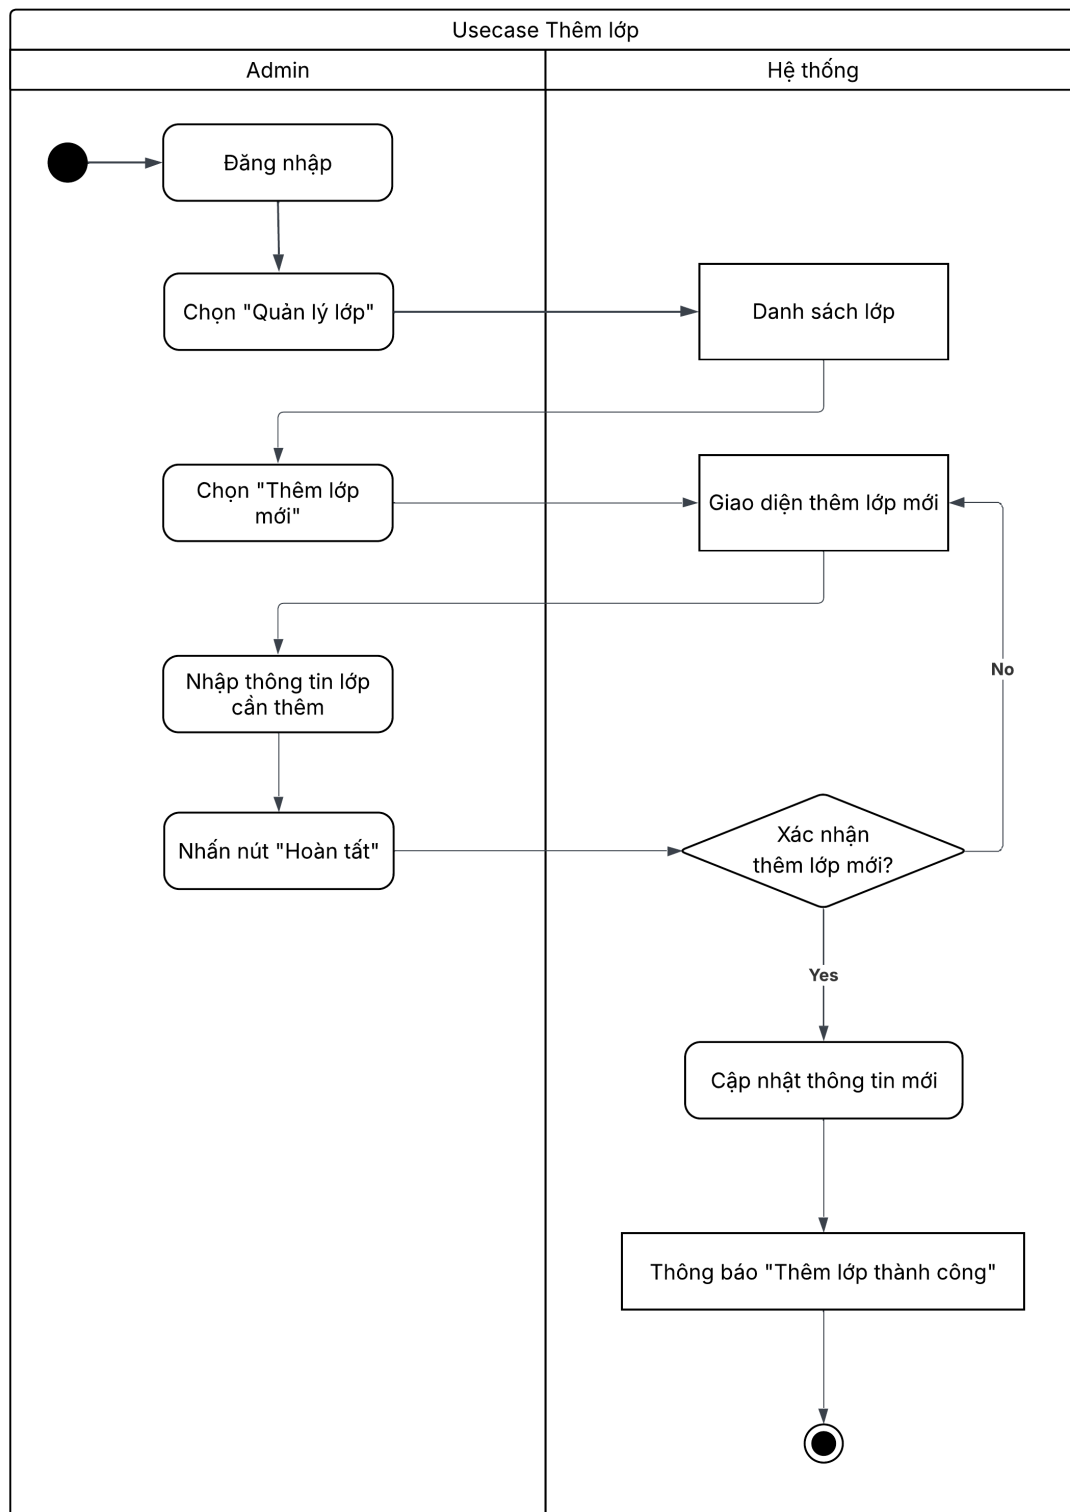 Usecase Thêm lớp
Admin
Hệ thống
Đăng nhập
Chọn "Quản lý lớp"
Danh sách lớp
Chọn "Thêm lớp
mới"
Giao diện thêm lớp mới
Nhập thông tin lớp
cần thêm
No
Nhấn nút "Hoàn tất"
Xác nhận
thêm lớp mới?
Yes
Cập nhật thông tin mới
Thông báo "Thêm lớp thành công"